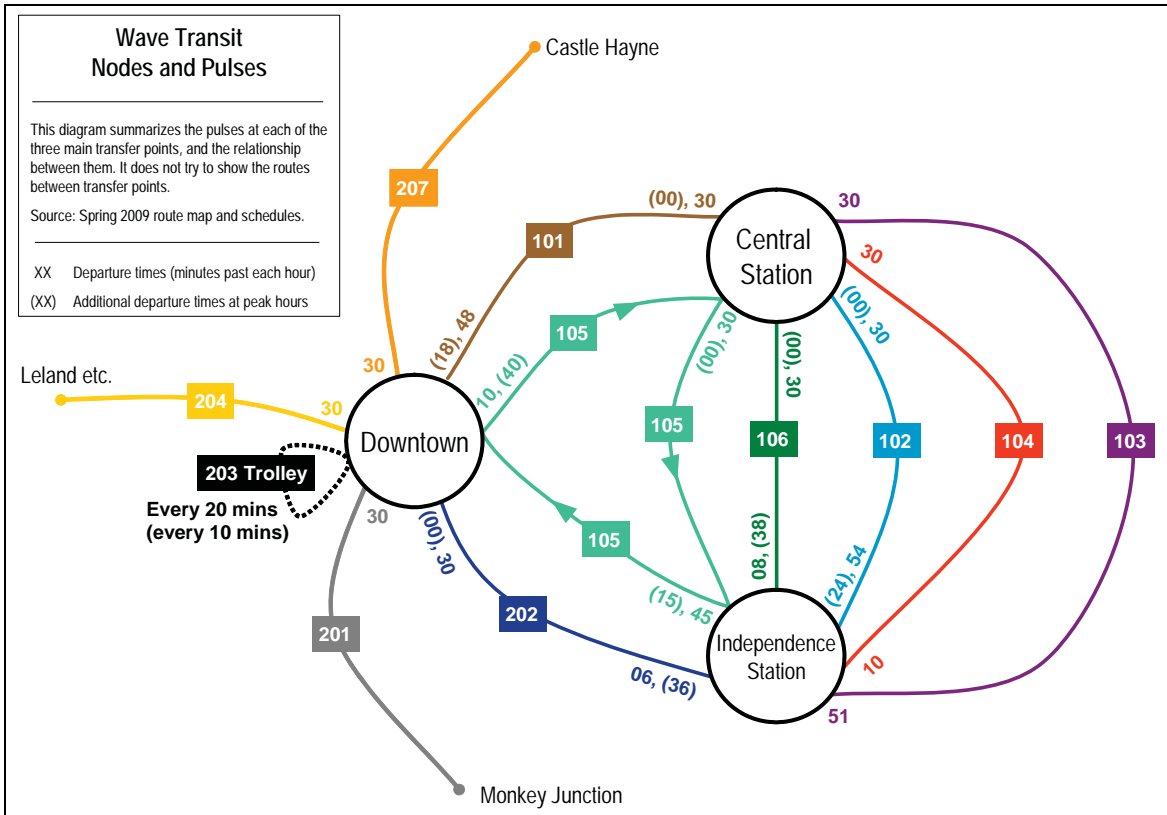 Wave Transit
Nodes and Pulses
This diagram summarizes the pulses at each of the
three main transfer points, and the relationship
between them. It does not try to show the routes
between transfer points.
Source: Spring 2009 route map and schedules.
XX Departure times (minutes past each hour)
(XX) Additional departure times at peak hours
Castle Hayne
207
(00), 30
30
101
Central
Station
30
(18), 48
105
(00), 30
(00), 30
(00), 30
30
10, (40)
Leland etc.
204
30
Downtown
105
106
102
104
103
203 Trolley
Every 20 mins
(every 10 mins)
30
(00), 30
105
08, (38)
(24), 54
202
(15), 45
201
Independence
Station
10
06, (36)
51
Monkey Junction